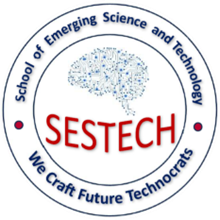 School of Emerging Science and Technology
SESTECH
We Craft Future Technocrats